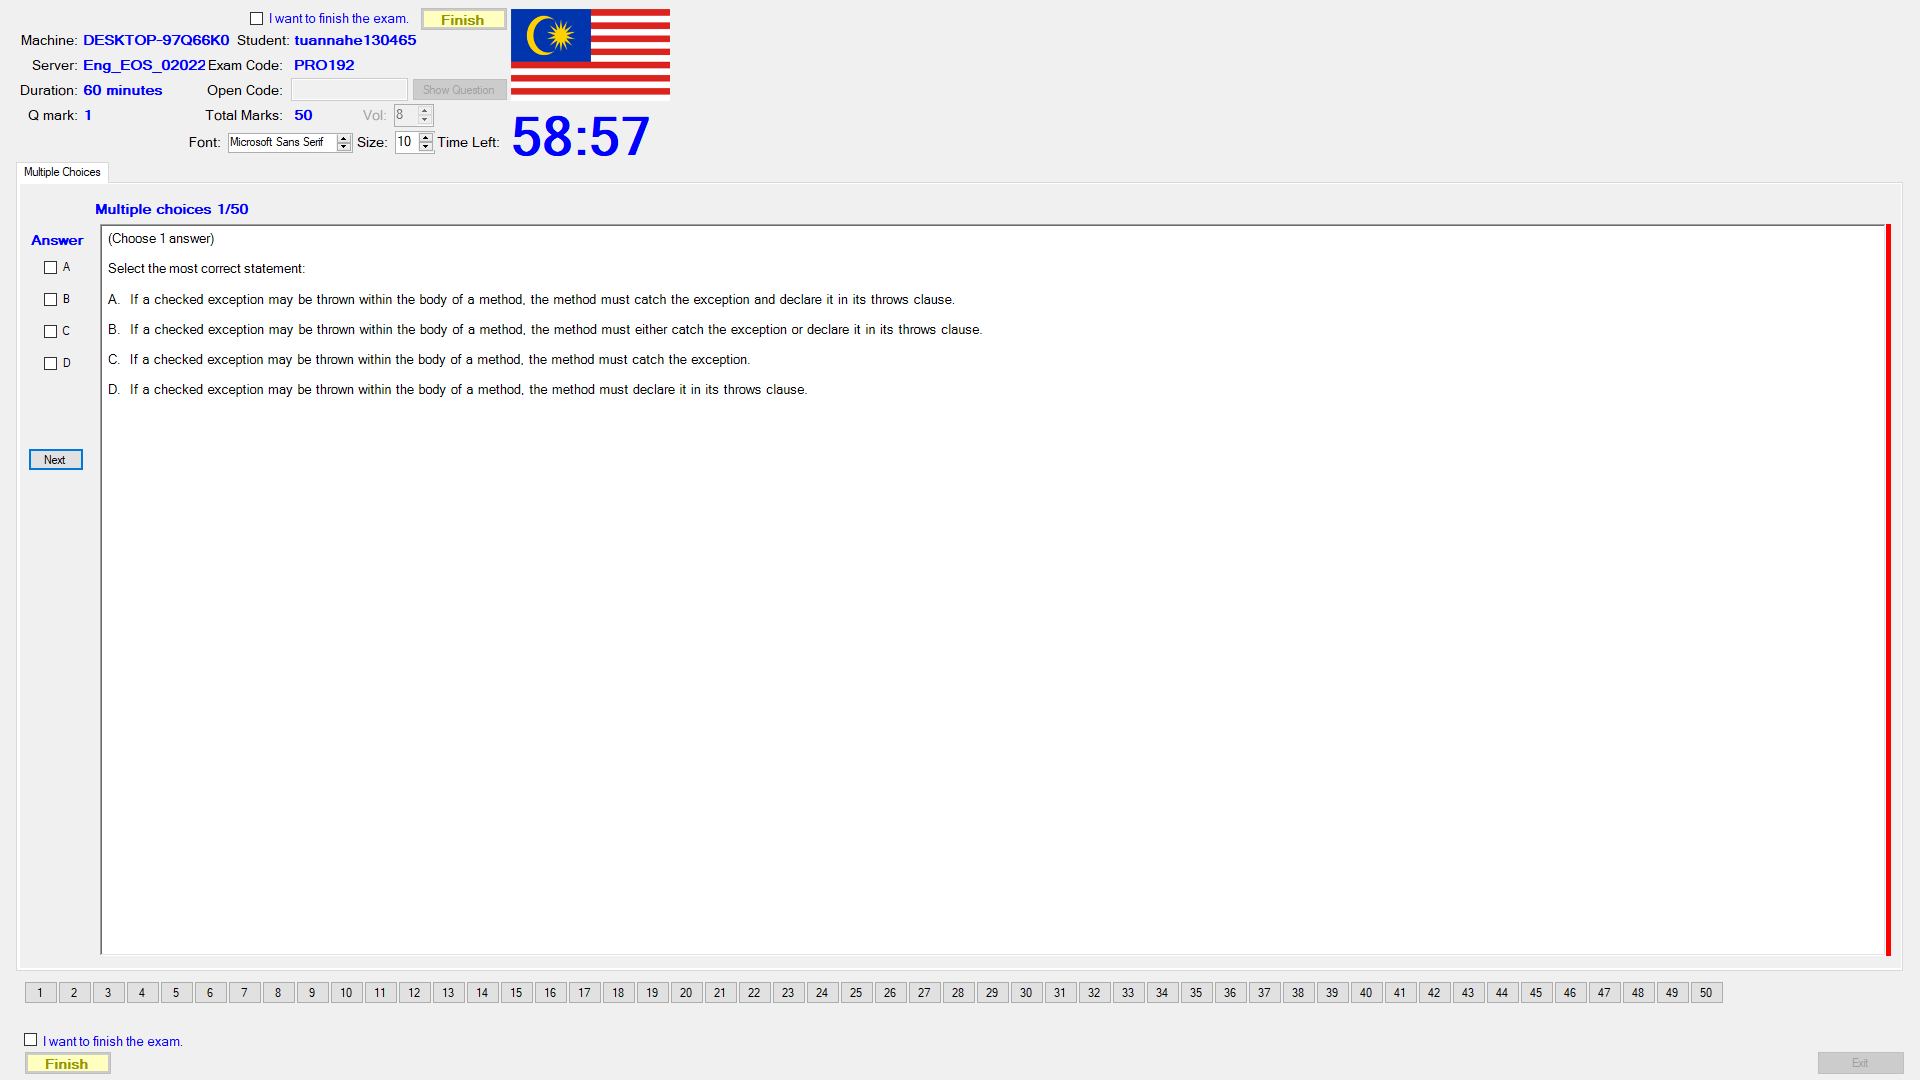 I want to finish the exam. Finish
Machine: DESKTOP-97Q66K0 Student: tuannahe130465
Server: Eng_EOS_02022 Exam Code: PRO192
Duration: 60 minutes Open Code: Show Question
Q mark: 1 Total Marks: 50 Vol: 8
Font: Microsoft Sans Serif Size: 10 Time Left: 58:57
Multiple Choices
Multiple choices 1/50
Answer
A
B
C
D
Next
(Choose 1 answer)
Select the most correct statement:
A. If a checked exception may be thrown within the body of a method, the method must catch the exception and declare it in its throws clause.
B. If a checked exception may be thrown within the body of a method, the method must either catch the exception or declare it in its throws clause.
C. If a checked exception may be thrown within the body of a method, the method must catch the exception.
D. If a checked exception may be thrown within the body of a method, the method must declare it in its throws clause.
1 2 3 4 5 6 7 8 9 10 11 12 13 14 15 16 17 18 19 20 21 22 23 24 25 26 27 28 29 30 31 32 33 34 35 36 37 38 39 40 41 42 43 44 45 46 47 48 49 50
I want to finish the exam.
Finish Exit